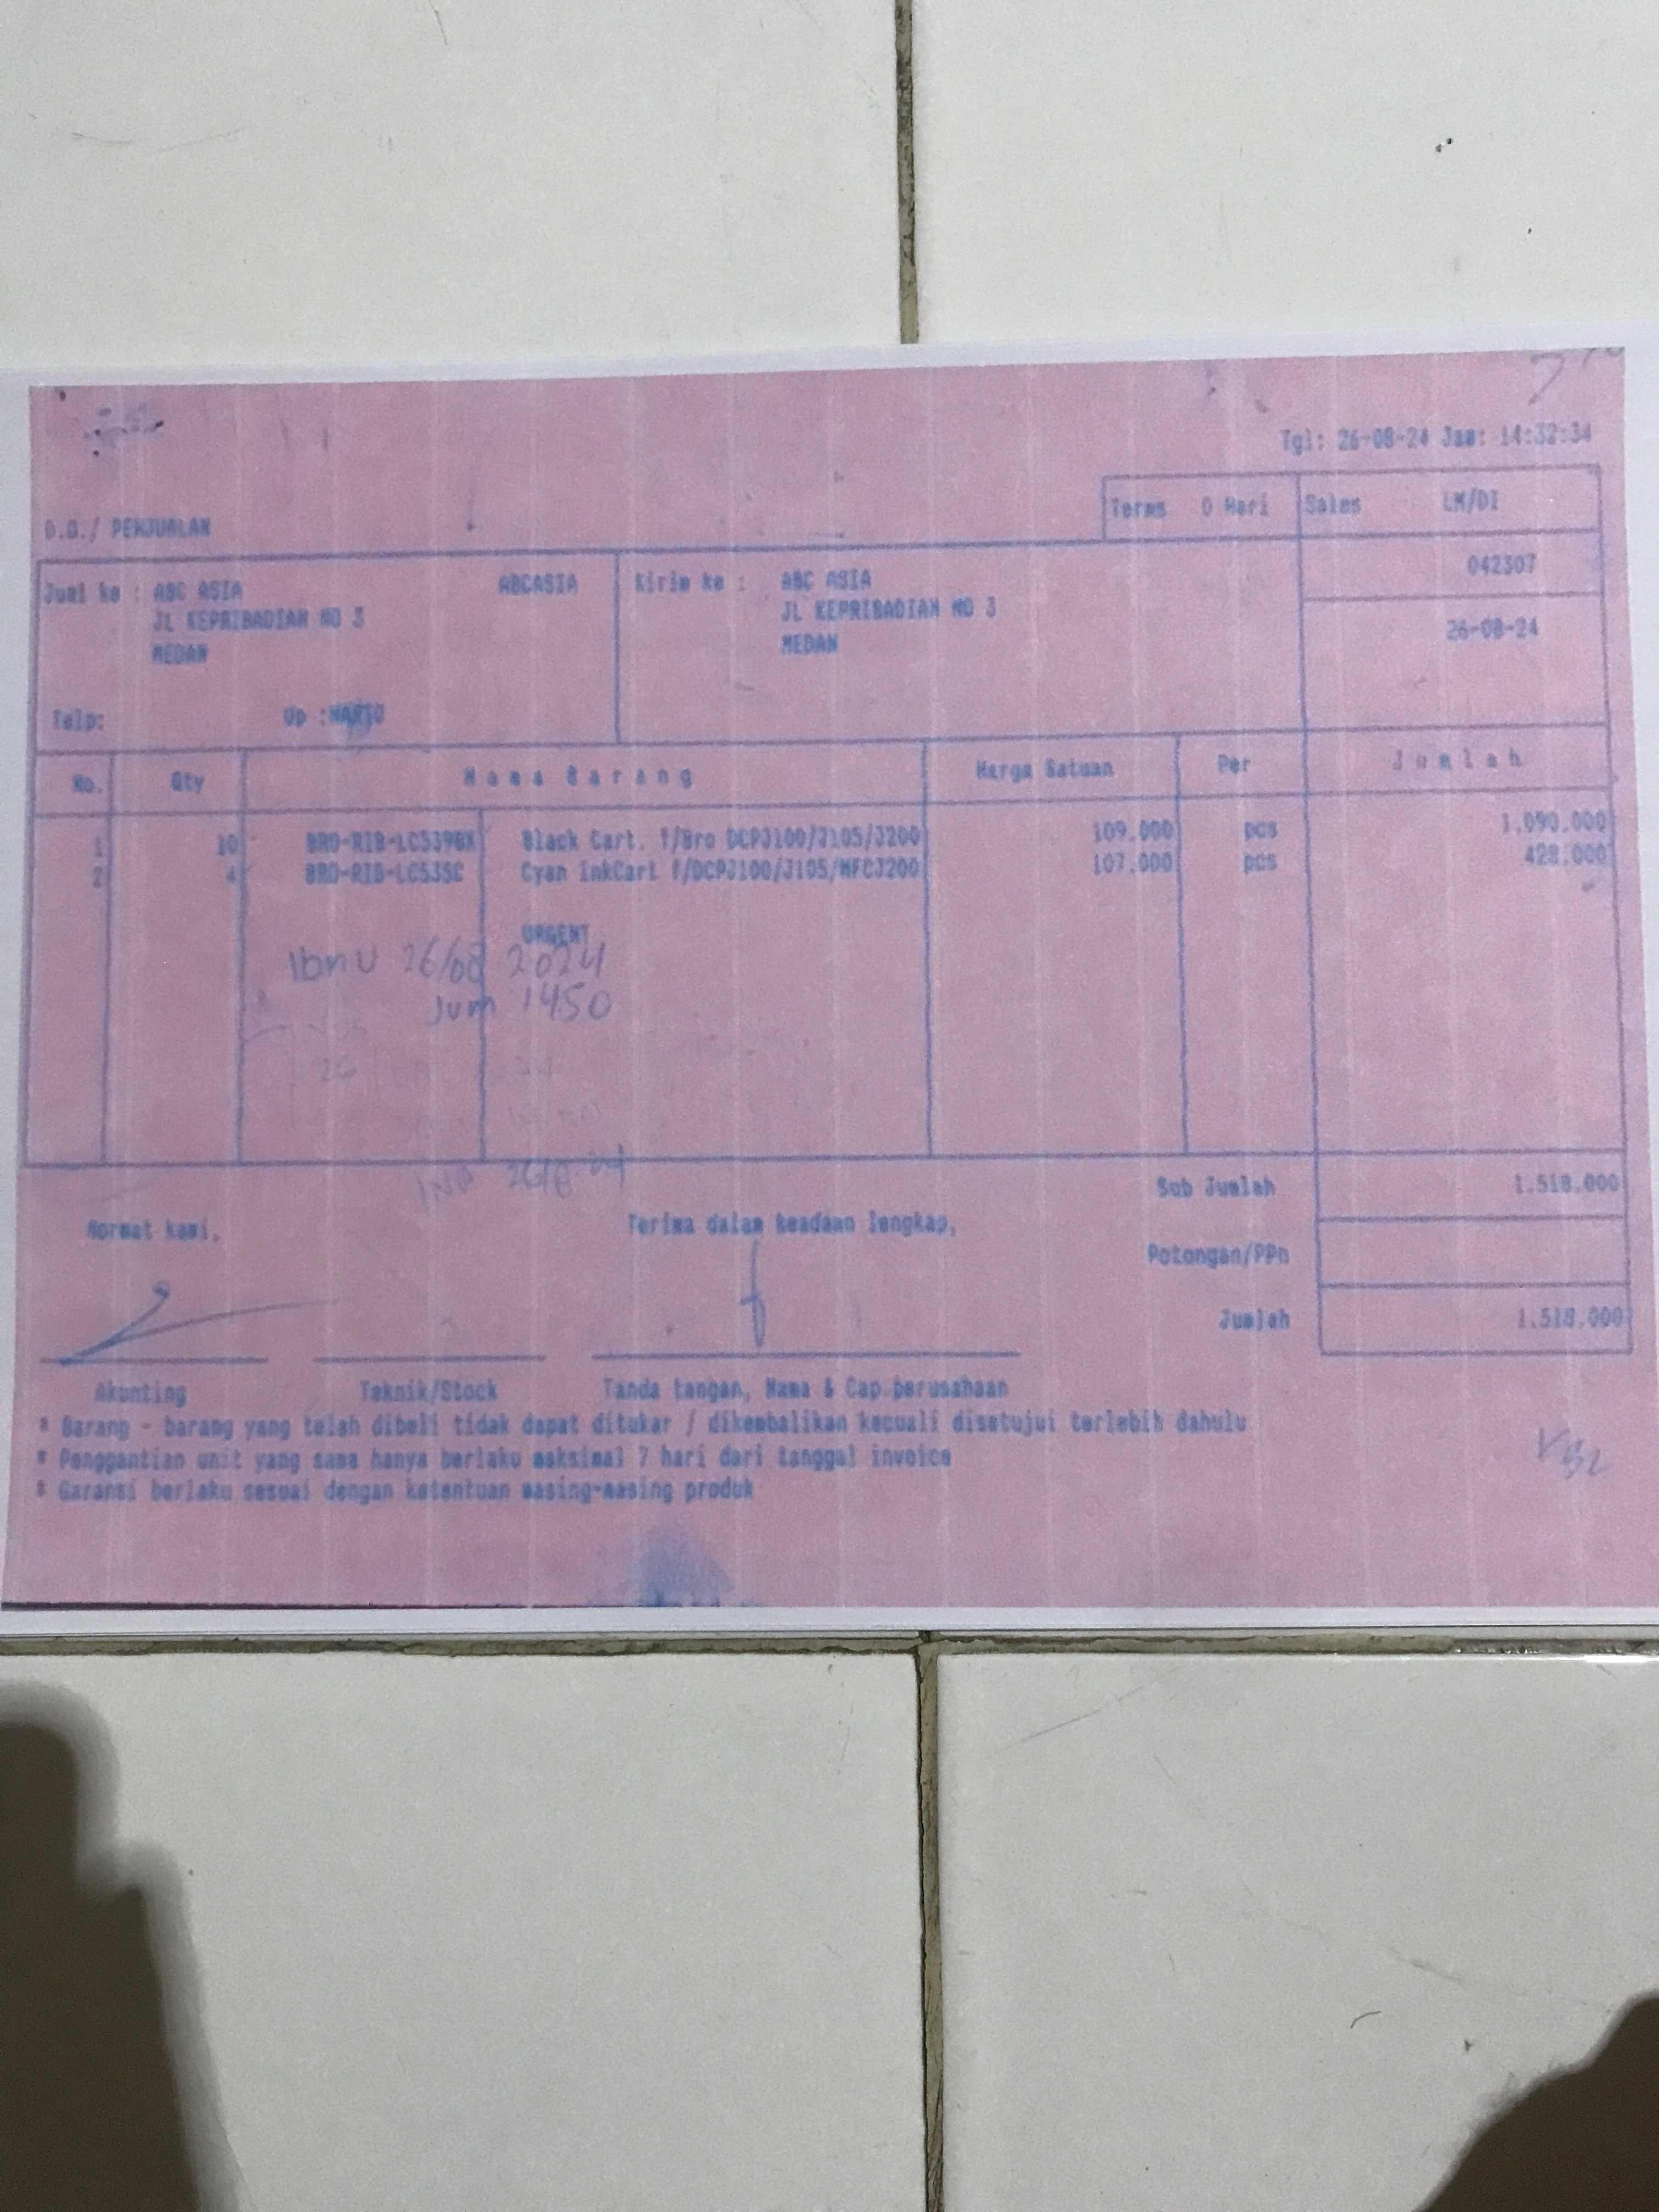 Tgl: 26-08-24 Jam: 14:32:34
Terms 0 Hari Sales LM/DI
D.O./ PENJUALAN
042307
26-08-24
Jual ke : ABC ASIA ABCASIA
JL KEPRIBADIAN NO 3
MEDAN
Telp: Up :
Kirim ke : ABC ASIA
JL KEPRIBADIAN NO 3
MEDAN
No. Qty Nama Barang Harga Satuan Per Jumlah
1 10 BRO-RIB-LC539BK Black Cart. f/Bro DCPJ100/J105/J200 109.000 pcs 1.090.000
2 4 BRO-RIB-LC535C Cyan InkCart f/DCPJ100/J105/MFCJ200 107.000 pcs 428.000
URGENT
Ibnu 26/08 2024
Jum 1450
26/8 24
Sub Jumlah 1.518.000
Hormat kami, Terima dalam keadaan lengkap,
Potongan/PPn
Jumlah 1.518.000
Akunting Teknik/Stock Tanda tangan, Nama & Cap perusahaan
* Barang - barang yang telah dibeli tidak dapat ditukar / dikembalikan kecuali disetujui terlebih dahulu
* Penggantian unit yang sama hanya berlaku maksimal 7 hari dari tanggal invoice
* Garansi berlaku sesuai dengan ketentuan masing-masing produk